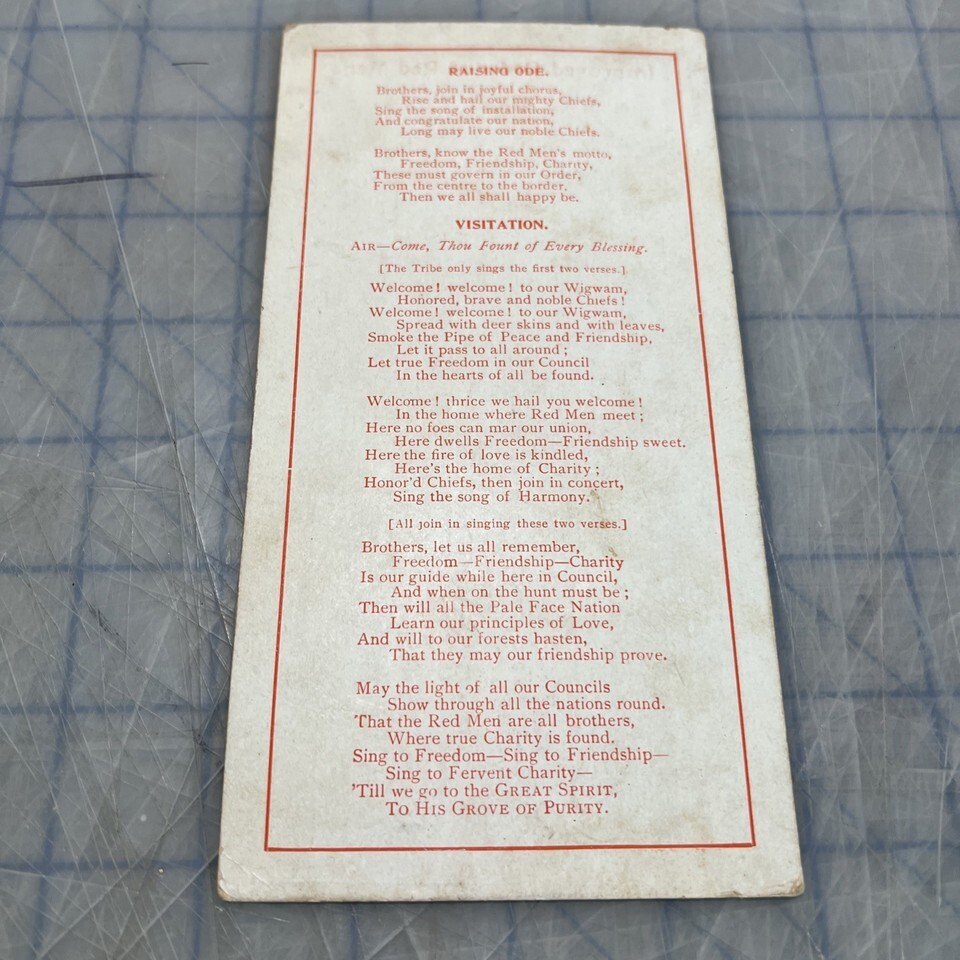 RAISING ODE.
Brothers, join in joyful chorus,
Rise and hail our mighty Chiefs,
Sing the song of installation,
And congratulate our nation,
Long may live our noble Chiefs.
Brothers, know the Red Men's motto,
Freedom, Friendship, Charity,
These must govern in our Order,
From the centre to the border,
Then we all shall happy be.
VISITATION.
AIR—Come, Thou Fount of Every Blessing.
[The Tribe only sings the first two verses.]
Welcome! welcome! to our Wigwam,
Honored, brave and noble Chiefs!
Welcome! welcome! to our Wigwam,
Spread with deer skins and with leaves,
Smoke the Pipe of Peace and Friendship,
Let it pass to all around;
Let true Freedom in our Council
In the hearts of all be found.
Welcome! thrice we hail you welcome!
In the home where Red Men meet;
Here no foes can mar our union,
Here dwells Freedom—Friendship sweet.
Here the fire of love is kindled,
Here's the home of Charity;
Honor'd Chiefs, then join in concert,
Sing the song of Harmony.
[All join in singing these two verses.]
Brothers, let us all remember,
Freedom—Friendship—Charity
Is our guide while here in Council,
And when on the hunt must be;
Then will all the Pale Face Nation
Learn our principles of Love,
And will to our forests hasten,
That they may our friendship prove.
May the light of all our Councils
Show through all the nations round.
That the Red Men are all brothers,
Where true Charity is found.
Sing to Freedom—Sing to Friendship—
Sing to Fervent Charity—
'Till we go to the GREAT SPIRIT,
TO HIS GROVE OF PURITY.